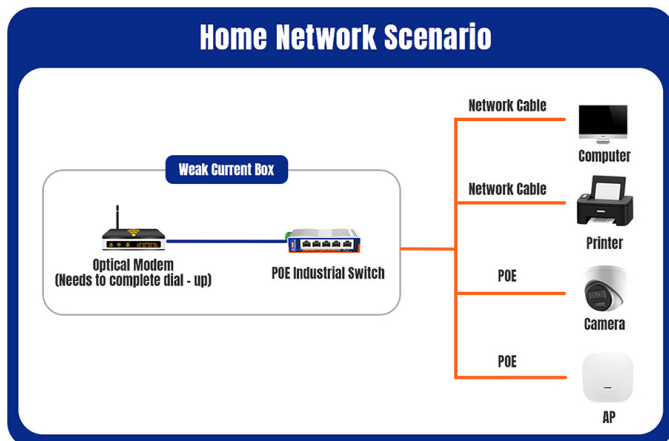 Home Network Scenario
Weak Current Box
Optical Modem
(Needs to complete dial - up)
POE Industrial Switch
Network Cable
Computer
Network Cable
Printer
POE
Camera
POE
AP